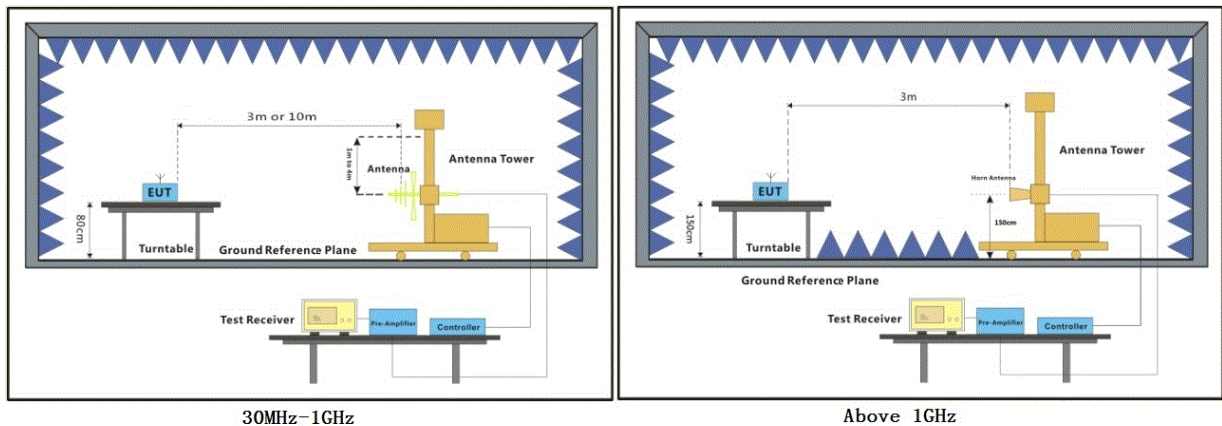 3m or 10m
1m to 4m
Antenna
Antenna Tower
EUT
80cm
Turntable
Ground Reference Plane
Test Receiver
Pre-Amplifier
Controller
30MHz-1GHz
3m
Antenna Tower
Horn Antenna
EUT
150cm
150cm
Turntable
Ground Reference Plane
Test Receiver
Pre-Amplifier
Controller
Above 1GHz